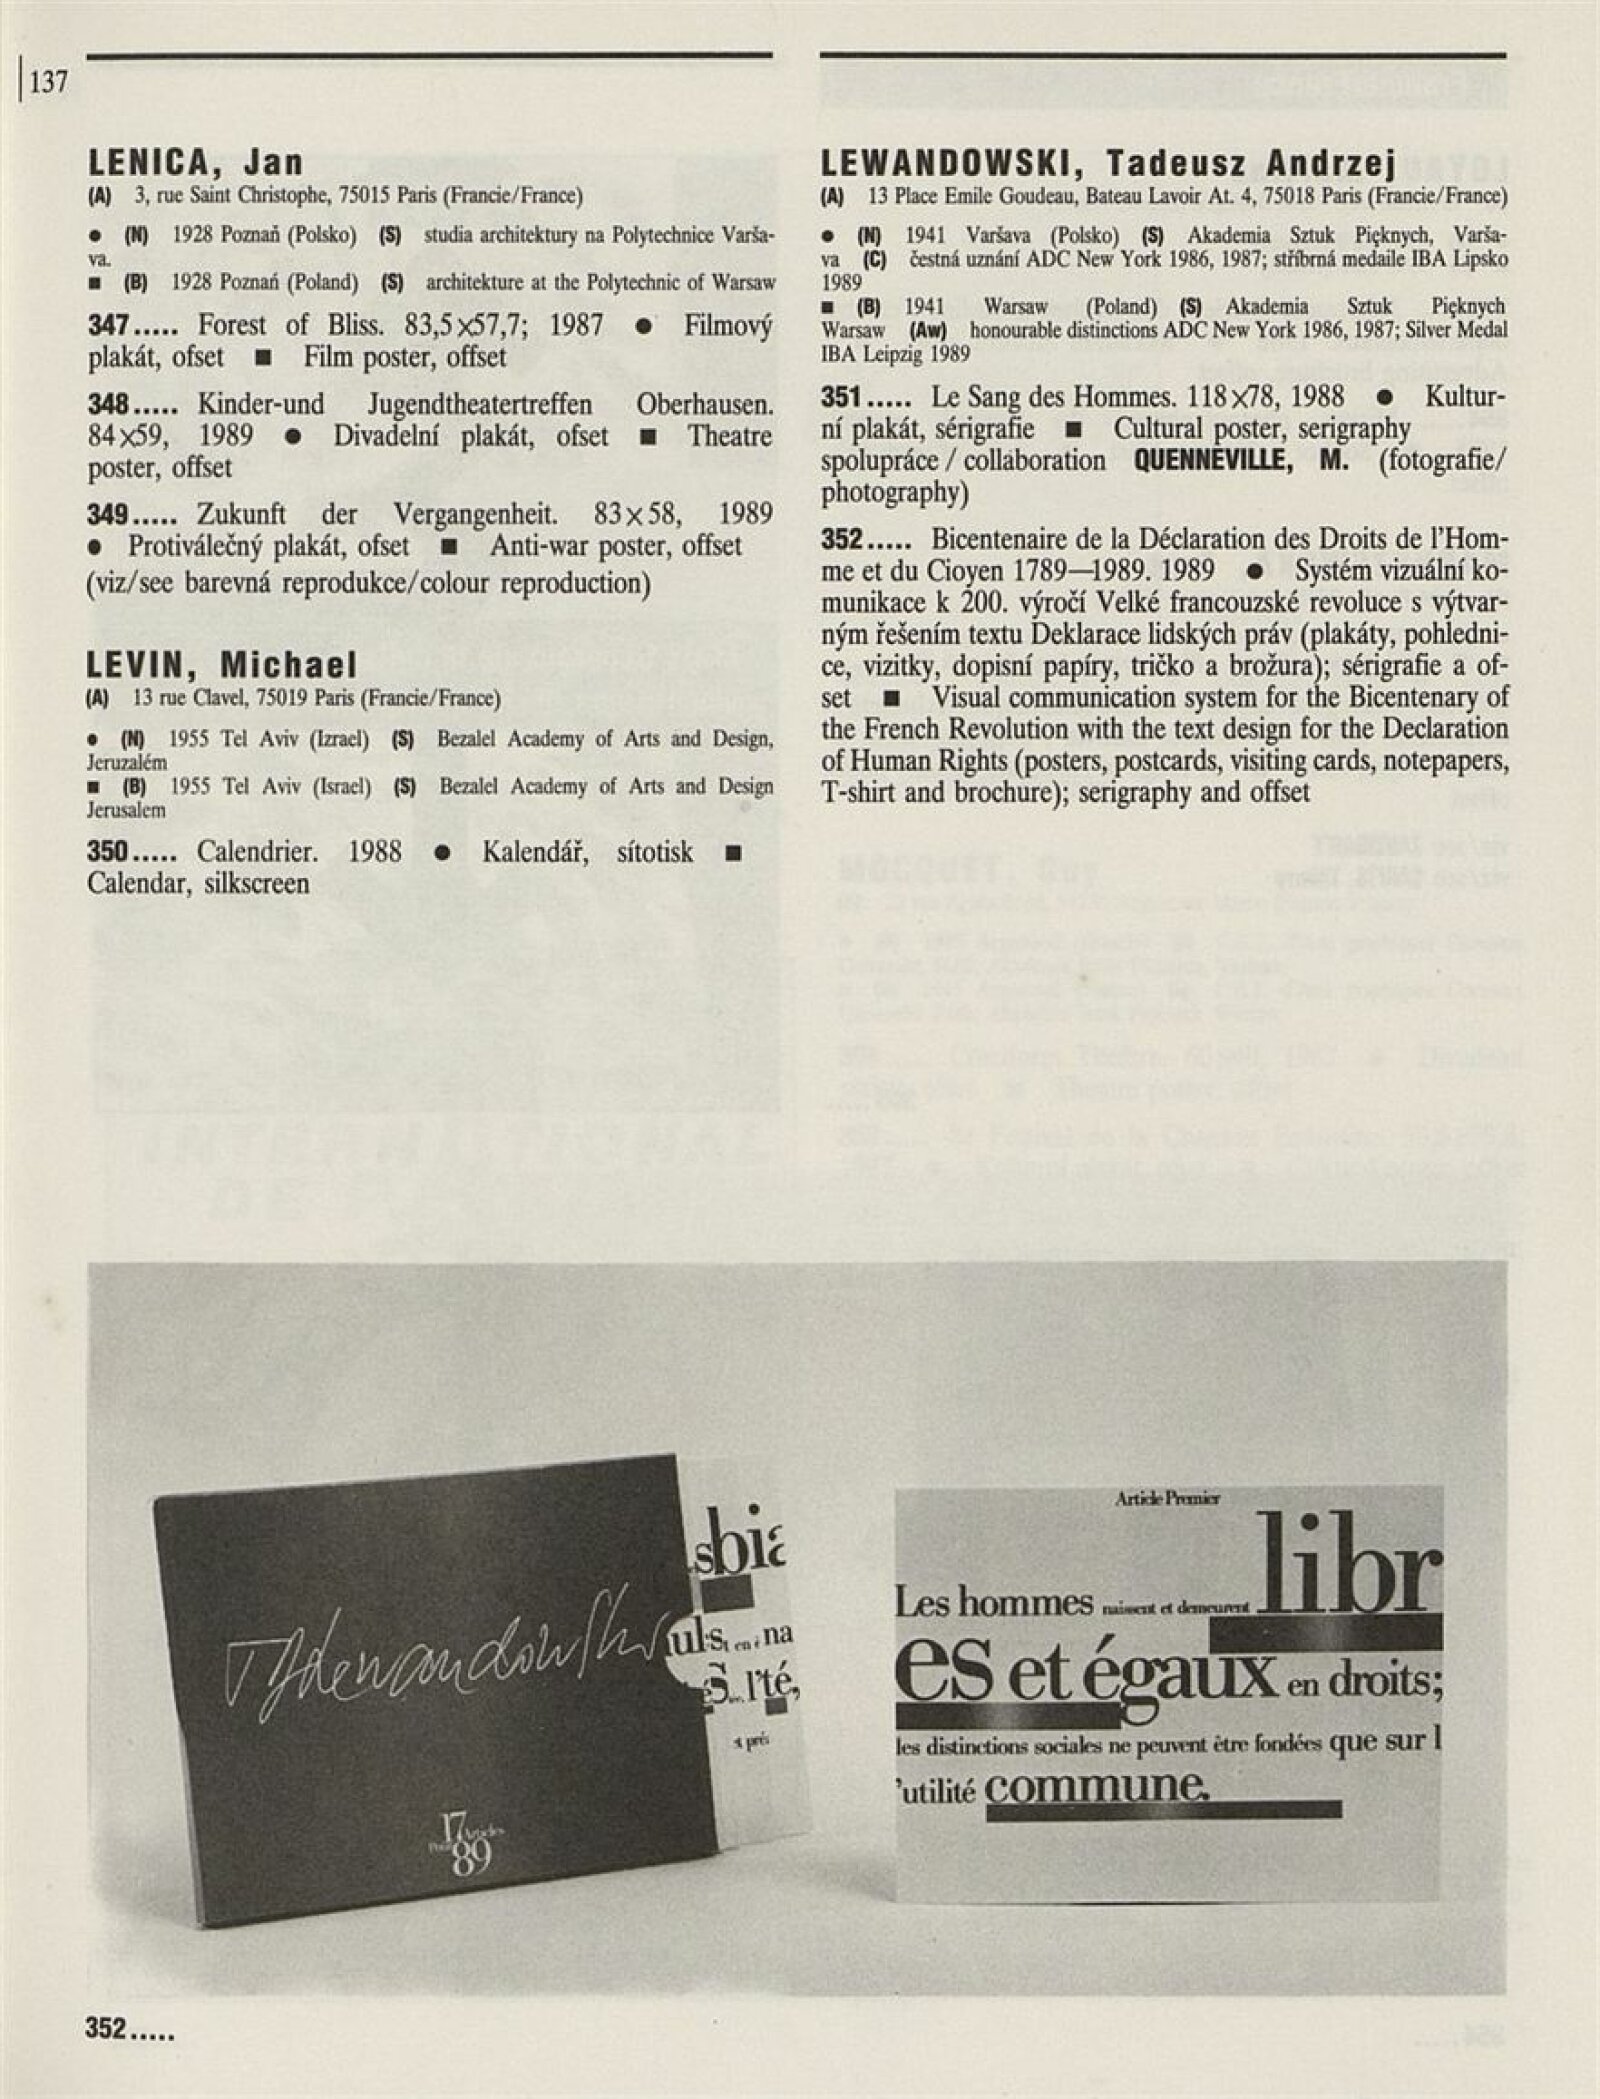 137
LENICA, Jan
(A) 3, rue Saint Christophe, 75015 Paris (Francie/France)
● (N) 1928 Poznań (Polsko) (S) studia architektury na Polytechnice Varša-
va.
■ (B) 1928 Poznań (Poland) (S) architekture at the Polytechnic of Warsaw
347..... Forest of Bliss. 83,5×57,7; 1987 ● Filmový
plakát, ofset ■ Film poster, offset
348..... Kinder-und Jugendtheatertreffen Oberhausen.
84×59, 1989 ● Divadelní plakát, ofset ■ Theatre
poster, offset
349..... Zukunft der Vergangenheit. 83×58, 1989
● Protiválečný plakát, ofset ■ Anti-war poster, offset
(viz/see barevná reprodukce/colour reproduction)
LEVIN, Michael
(A) 13 rue Clavel, 75019 Paris (Francie/France)
● (N) 1955 Tel Aviv (Izrael) (S) Bezalel Academy of Arts and Design,
Jeruzalém
■ (B) 1955 Tel Aviv (Israel) (S) Bezalel Academy of Arts and Design
Jerusalem
350..... Calendrier. 1988 ● Kalendář, sítotisk ■
Calendar, silkscreen
LEWANDOWSKI, Tadeusz Andrzej
(A) 13 Place Emile Goudeau, Bateau Lavoir At. 4, 75018 Paris (Francie/France)
● (N) 1941 Varšava (Polsko) (S) Akademia Sztuk Pięknych, Varša-
va (C) čestná uznání ADC New York 1986, 1987; stříbrná medaile IBA Lipsko
1989
■ (B) 1941 Warsaw (Poland) (S) Akademia Sztuk Pięknych
Warsaw (Aw) honourable distinctions ADC New York 1986, 1987; Silver Medal
IBA Leipzig 1989
351..... Le Sang des Hommes. 118×78, 1988 ● Kultur-
ní plakát, sérigrafie ■ Cultural poster, serigraphy
spolupráce / collaboration QUENNEVILLE, M. (fotografie/
photography)
352..... Bicentenaire de la Déclaration des Droits de l'Hom-
me et du Cioyen 1789—1989. 1989 ● Systém vizuální ko-
munikace k 200. výročí Velké francouzské revoluce s výtvar-
ným řešením textu Deklarace lidských práv (plakáty, pohledni-
ce, vizitky, dopisní papíry, tričko a brožura); sérigrafie a of-
set ■ Visual communication system for the Bicentenary of
the French Revolution with the text design for the Declaration
of Human Rights (posters, postcards, visiting cards, notepapers,
T-shirt and brochure); serigraphy and offset
TALewandowski
17 Articles
Pour 89
Article Premier
Les hommes naissent et demeurent libr
es et égaux en droits;
les distinctions sociales ne peuvent être fondées que sur l
'utilité commune.
352.....